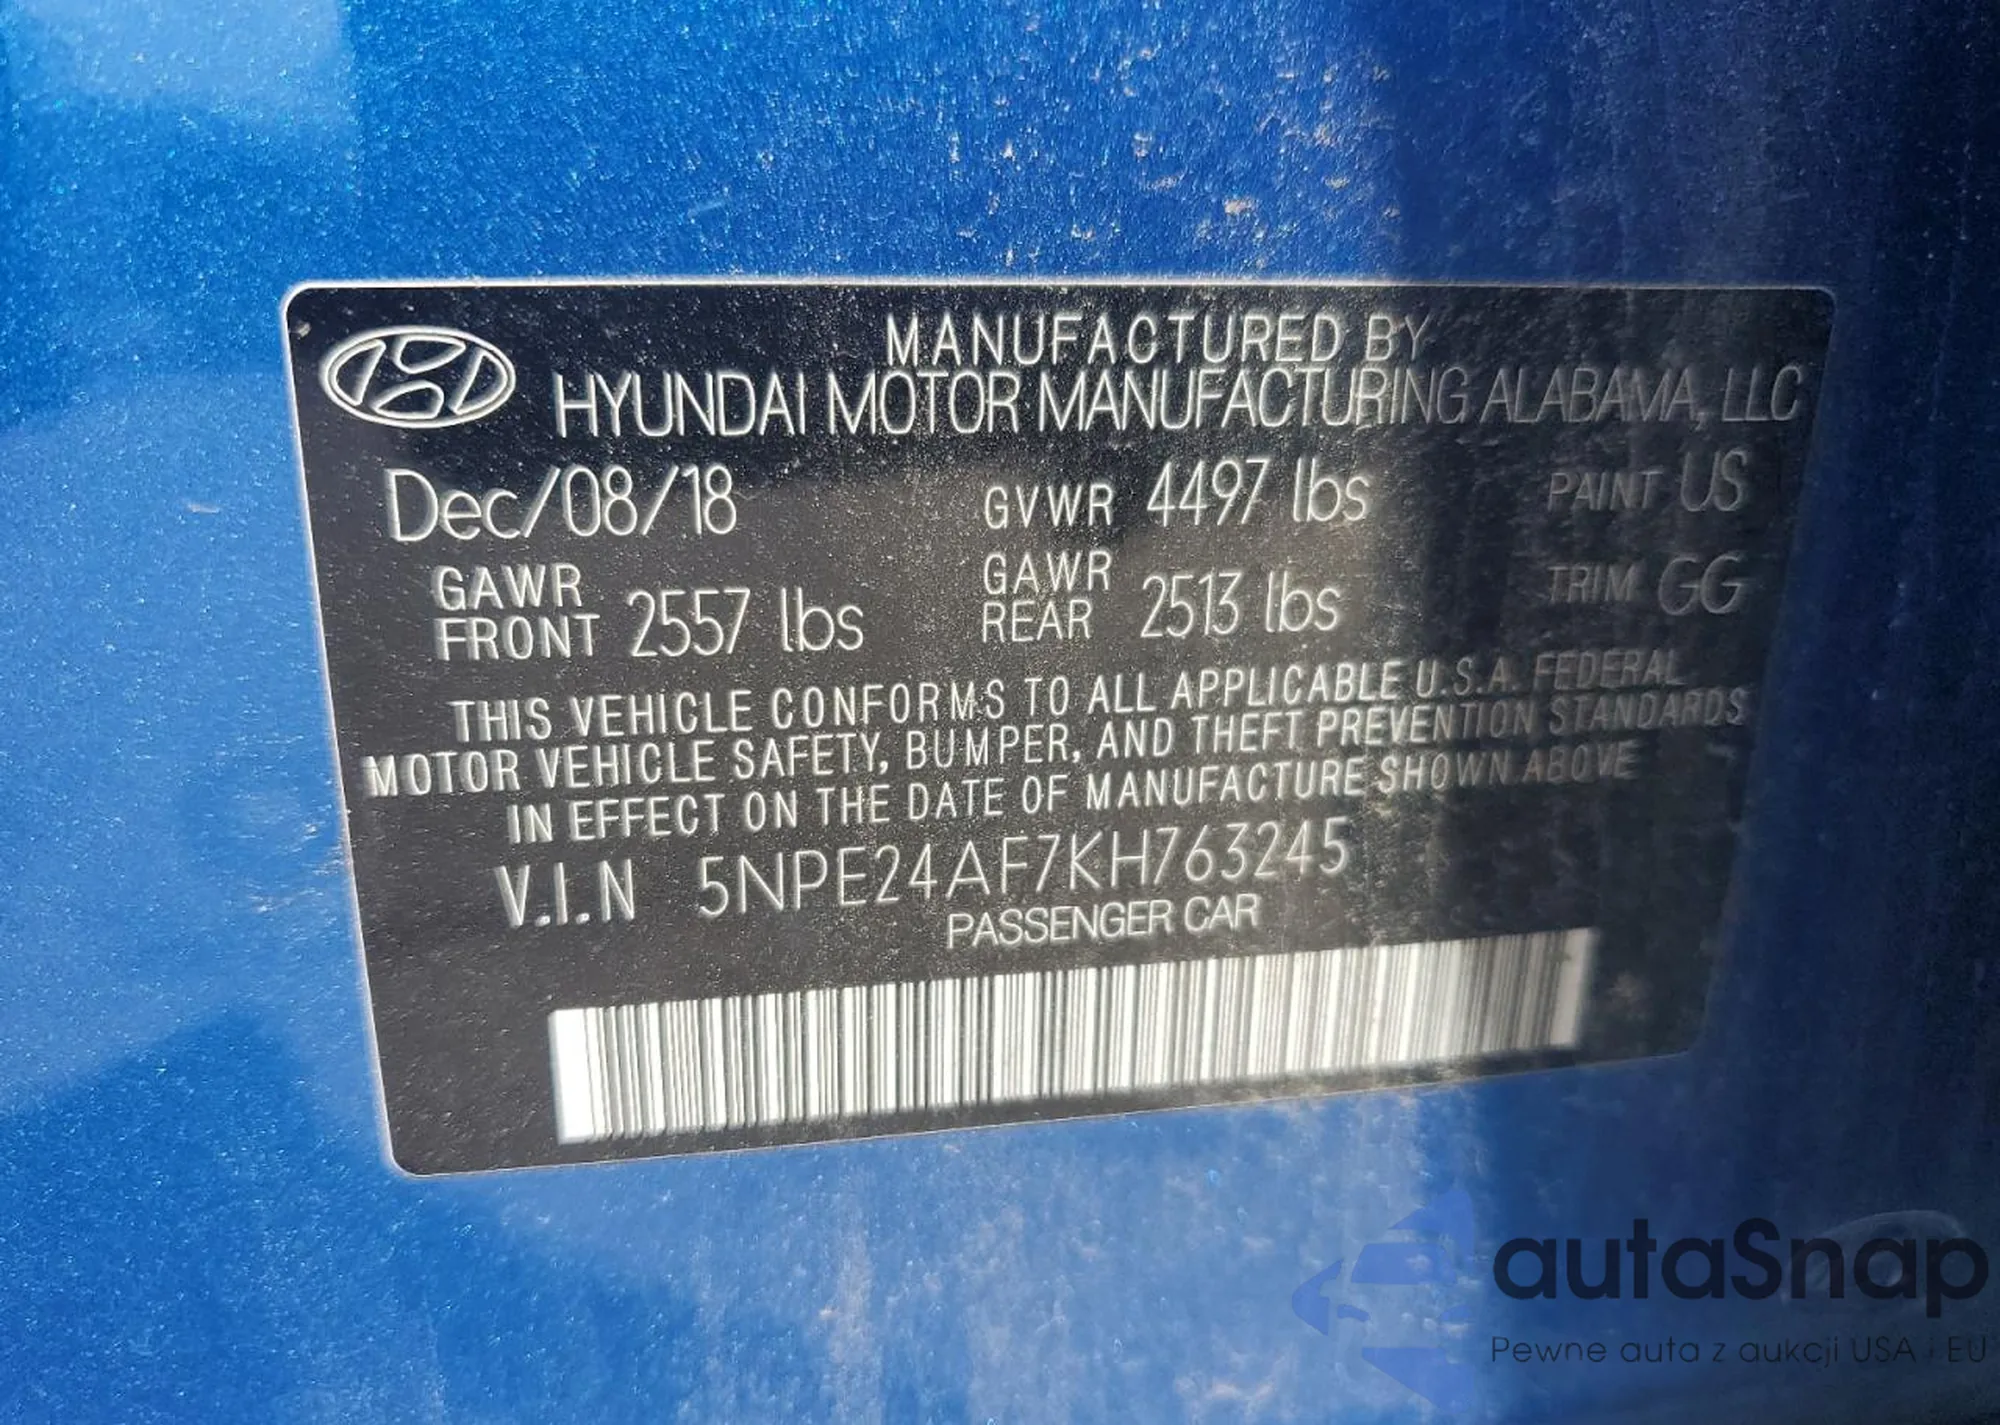 MANUFACTURED BY
HYUNDAI MOTOR MANUFACTURING ALABAMA, LLC
Dec/08/18 GVWR 4497 lbs PAINT US
GAWR FRONT 2557 lbs GAWR REAR 2513 lbs TRIM GG
THIS VEHICLE CONFORMS TO ALL APPLICABLE U.S.A. FEDERAL
MOTOR VEHICLE SAFETY, BUMPER, AND THEFT PREVENTION STANDARDS
IN EFFECT ON THE DATE OF MANUFACTURE SHOWN ABOVE
V.I.N 5NPE24AF7KH763245
PASSENGER CAR
autaSnap
Pewne auta z aukcji USA i EU